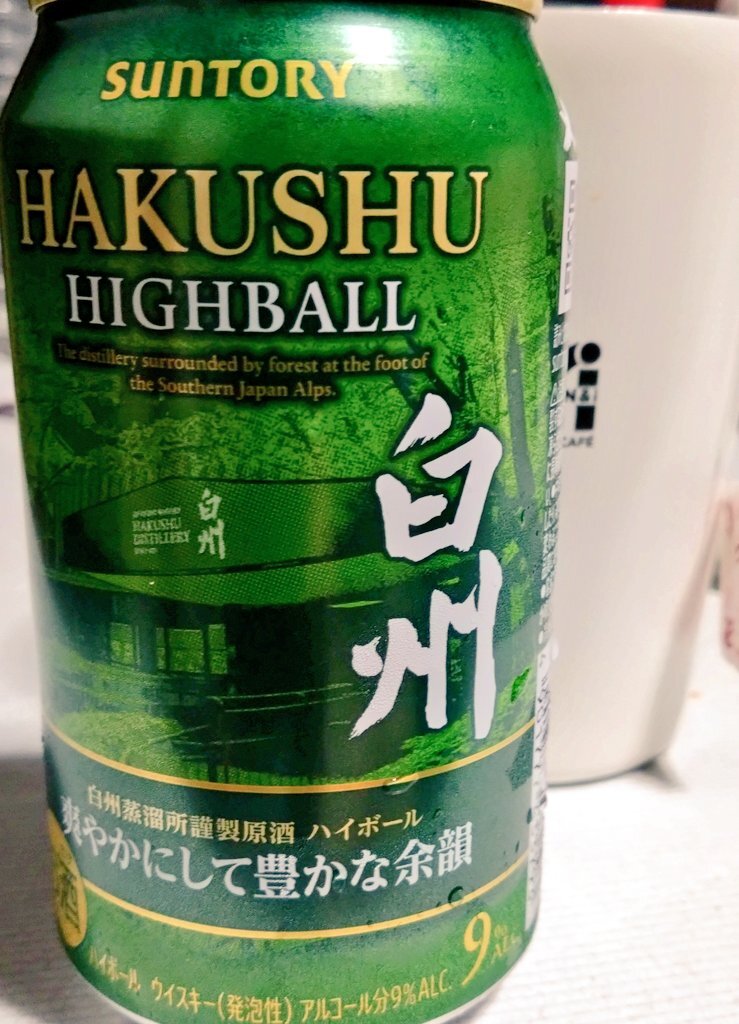 SUNTORY
HAKUSHU
HIGHBALL
The distillery surrounded by forest at the foot of
the Southern Japan Alps.
白州
HAKUSHU
DISTILLERY
白州
白州蒸溜所謹製原酒 ハイボール
爽やかにして豊かな余韻
酒
9%
ALC.
ハイボール ウイスキー(発泡性) アルコール分9%ALC.
CAFE